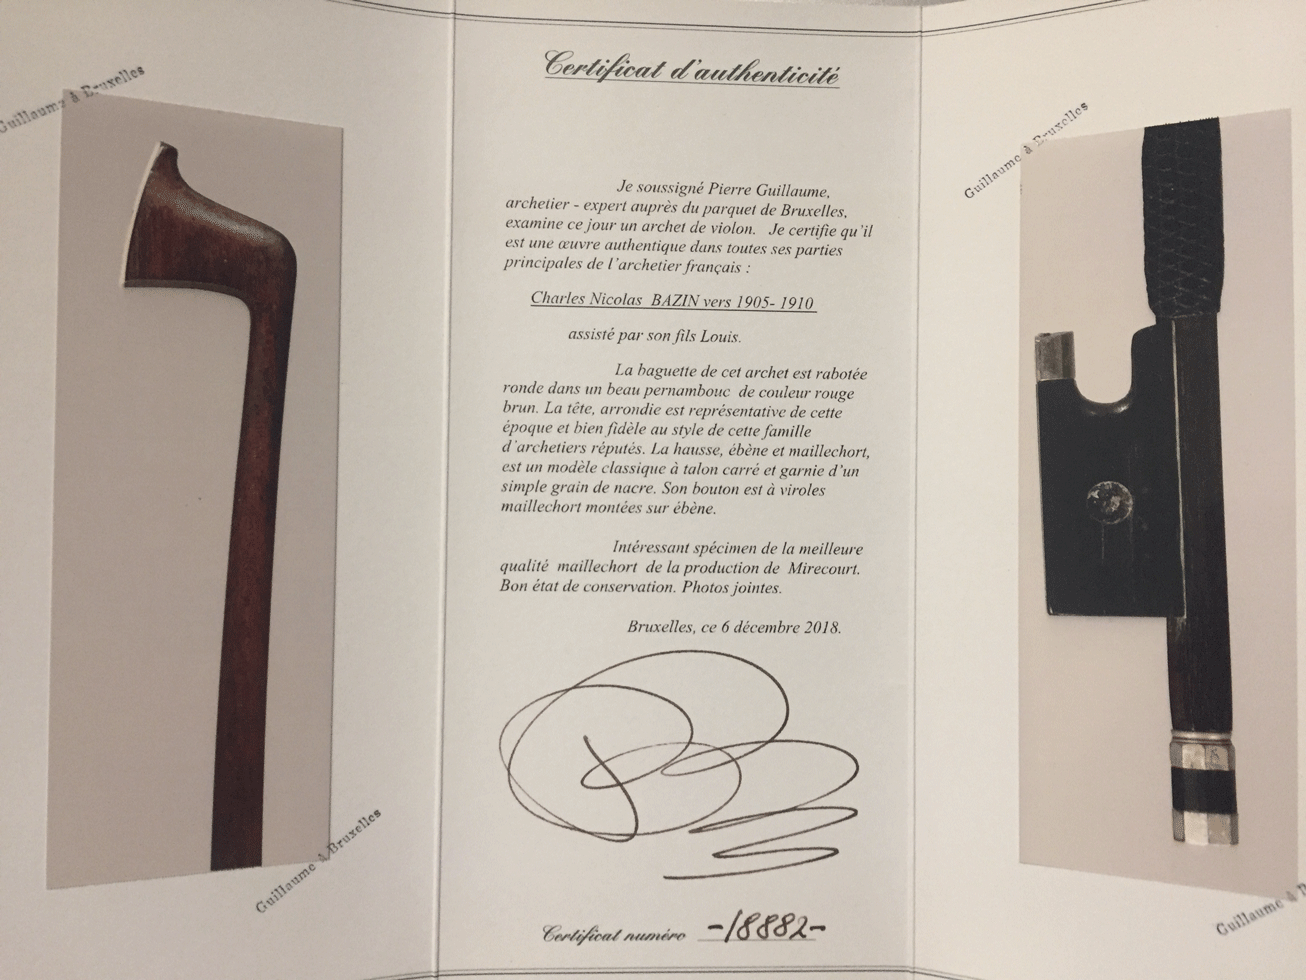 Guillaume à Bruxelles
Certificat d'authenticité
Je soussigné Pierre Guillaume,
archetier - expert auprès du parquet de Bruxelles,
examine ce jour un archet de violon. Je certifie qu'il
est une œuvre authentique dans toutes ses parties
principales de l'archetier français :
Charles Nicolas BAZIN vers 1905- 1910
assisté par son fils Louis.
La baguette de cet archet est rabotée
ronde dans un beau pernambouc de couleur rouge
brun. La tête, arrondie est représentative de cette
époque et bien fidèle au style de cette famille
d'archetiers réputés. La hausse, ébène et maillechort,
est un modèle classique à talon carré et garnie d'un
simple grain de nacre. Son bouton est à viroles
maillechort montées sur ébène.
Intéressant spécimen de la meilleure
qualité maillechort de la production de Mirecourt.
Bon état de conservation. Photos jointes.
Bruxelles, ce 6 décembre 2018.
Certificat numéro -18882-
Guillaume à Bruxelles
Guillaume à Bruxelles
Guillaume à